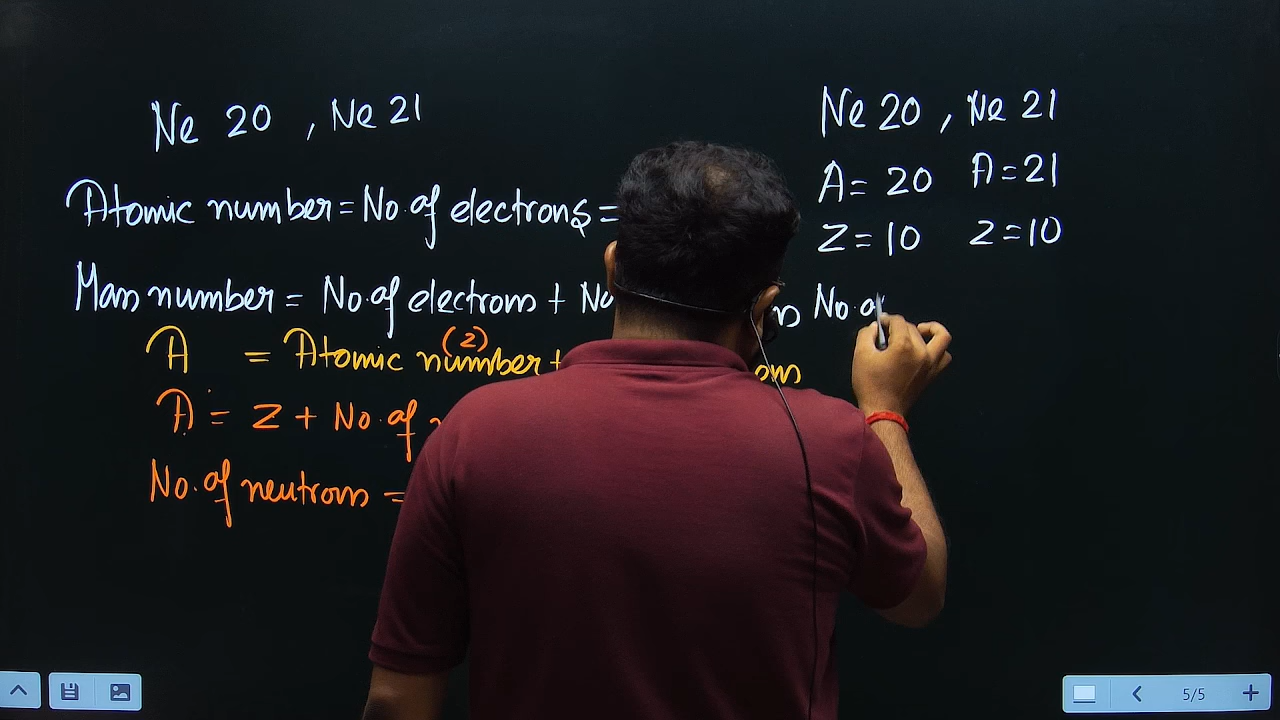 Ne 20 , Ne 21
Atomic number = No. of electrons =
Mass number = No. of electrons + No
A = Atomic number (Z) +
A = Z + No. of
No. of neutrons =
Ne 20 , Ne 21
A = 20 A = 21
Z = 10 Z = 10
No. of
5/5